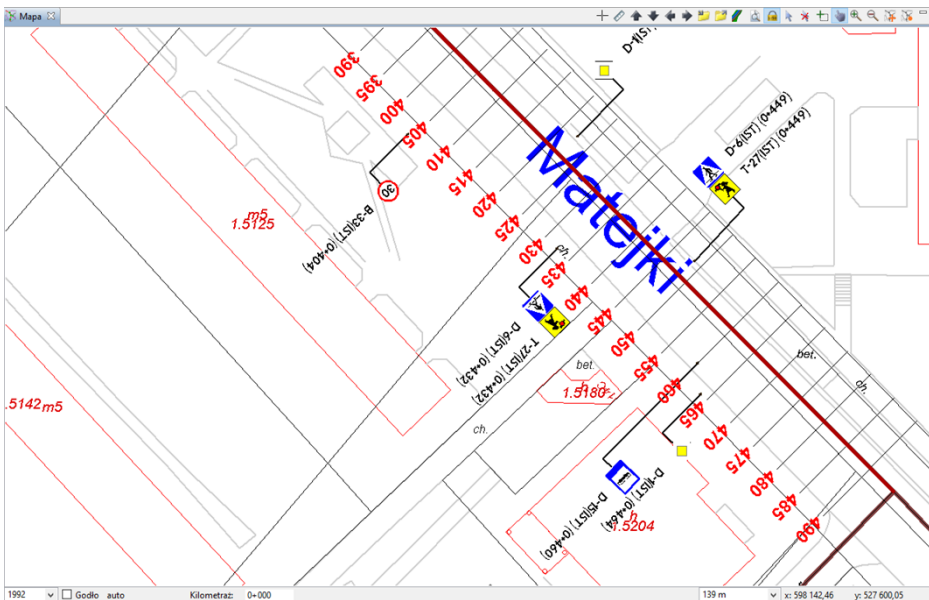 Mapa
D-1(IST)
390
395
400
405
410
415
420
425
430
435
440
445
450
455
460
465
470
475
480
485
490
Matejki
D-6(IST) (0+449)
T-27(IST) (0+449)
30
B-33(IST) (0+404)
m5
1.5125
ch.
D-6(IST) (0+432)
T-27(IST) (0+432)
bet.
1.5180
bet.
ch.
.5142 m5
ch.
D-1(IST) (0+464)
D-15(IST) (0+460)
h
1.5204
1992 Godło auto Kilometraż: 0+000 139 m x: 598 142,46 y: 527 600,05